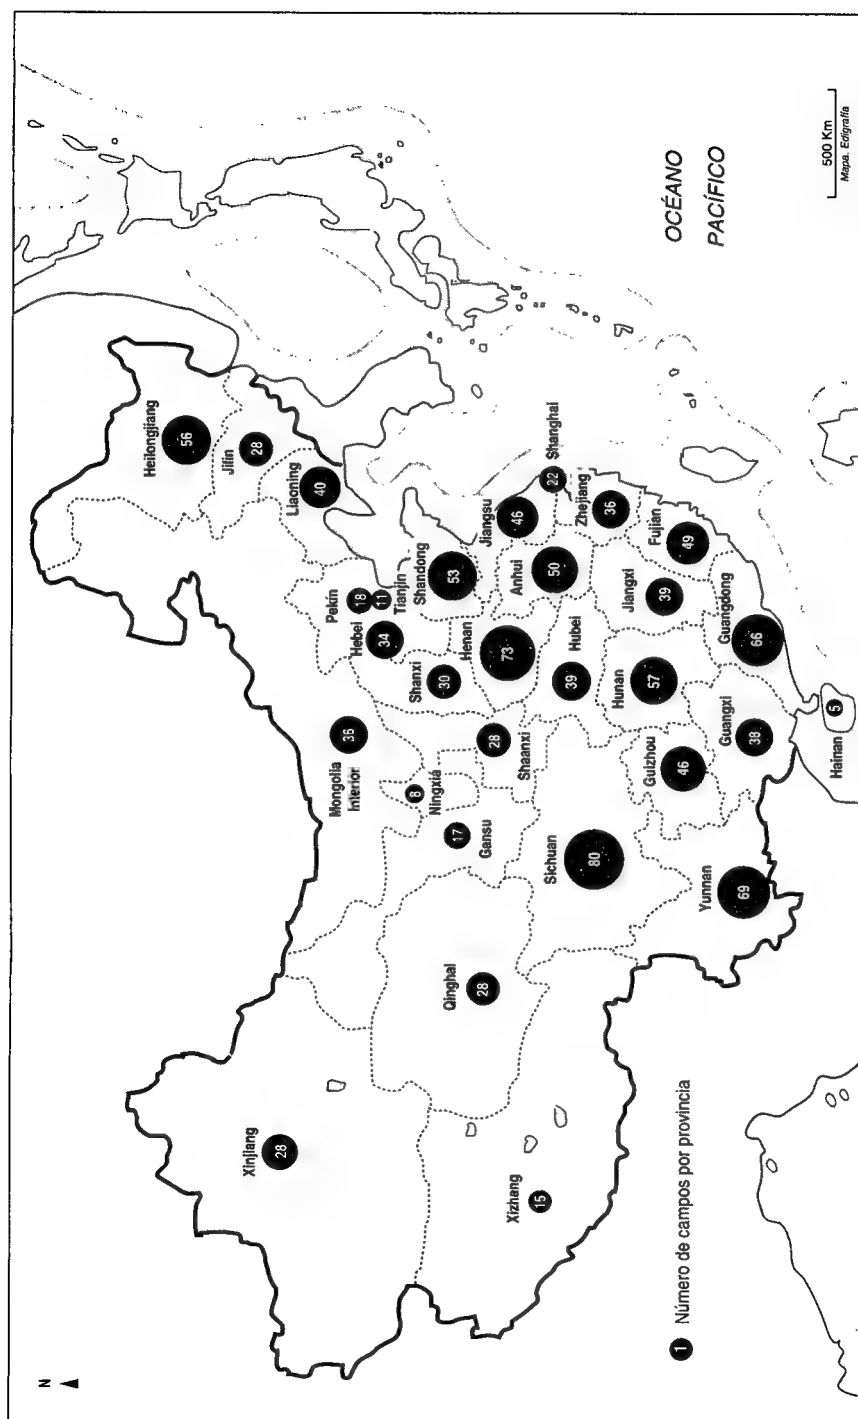 N
Heilongjiang
56
Jilin
28
Liaoning
40
Pekín
18
11
Tianjin
Hebei
34
Mongolia
Interior
36
Shanxi
30
Shandong
53
Henan
73
Jiangsu
46
Shanghai
22
Anhui
50
Zhejiang
36
Hubei
39
Jiangxi
39
Fujian
49
Hunan
57
Guangdong
66
Guangxi
38
Hainan
5
Guizhou
46
Shaanxi
28
Ningxia
8
Gansu
17
Sichuan
80
Yunnan
69
Qinghai
28
Xinjiang
28
Xizhang
15
OCÉANO
PACÍFICO
1 Número de campos por provincia
500 Km
Mapa. Edigrafía